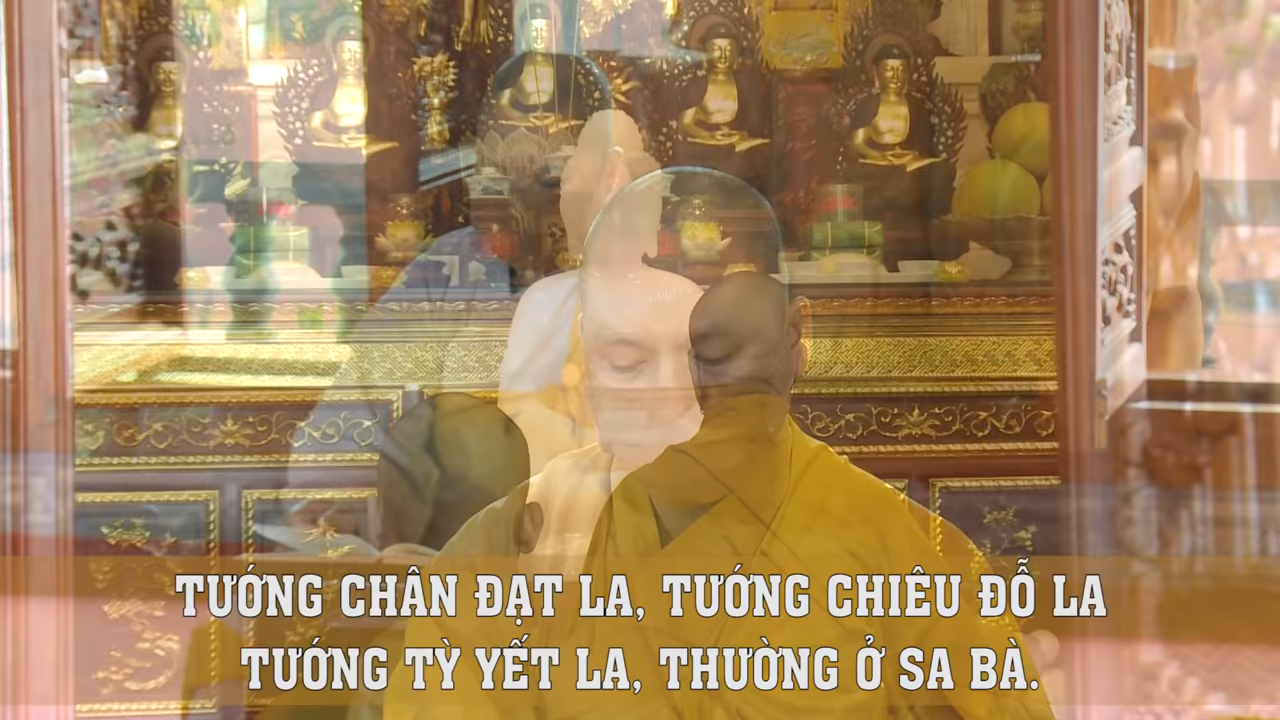 TƯỚNG CHÂN ĐẠT LA, TƯỚNG CHIÊU ĐỖ LA
TƯỚNG TỲ YẾT LA, THƯỜNG Ở SA BÀ.